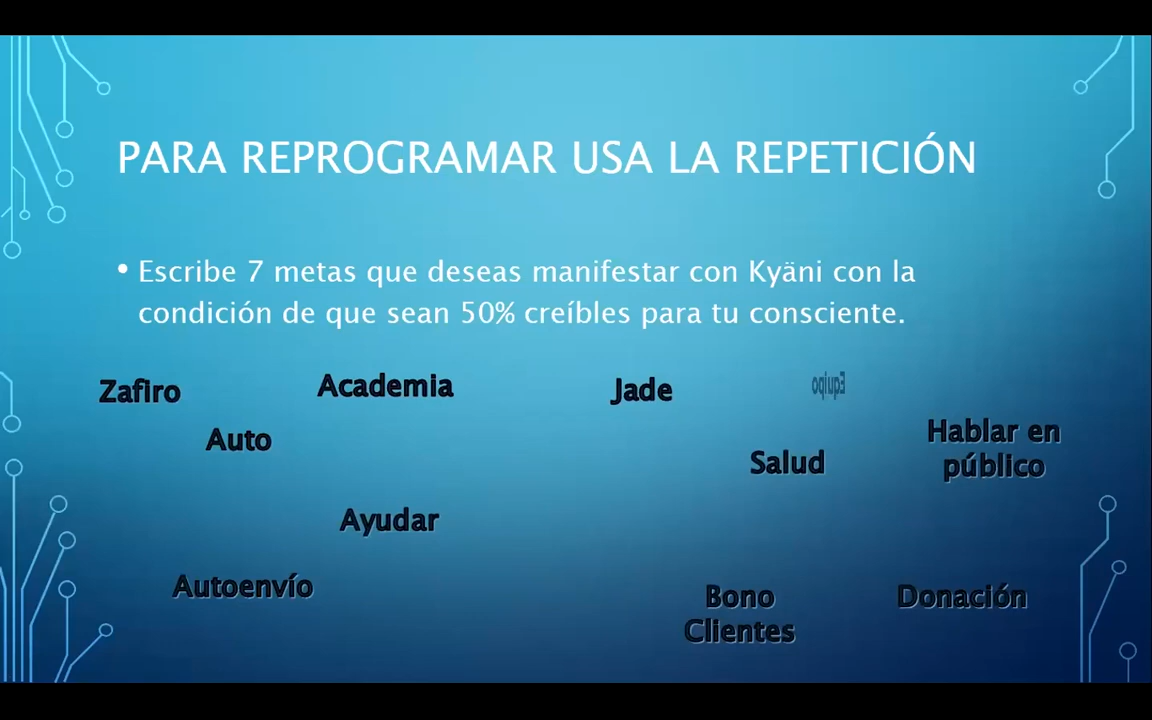 PARA REPROGRAMAR USA LA REPETICIÓN
• Escribe 7 metas que deseas manifestar con Kyäni con la
condición de que sean 50% creíbles para tu consciente.
Zafiro
Academia
Jade
Equipo
Auto
Hablar en
público
Salud
Ayudar
Autoenvío
Bono
Clientes
Donación